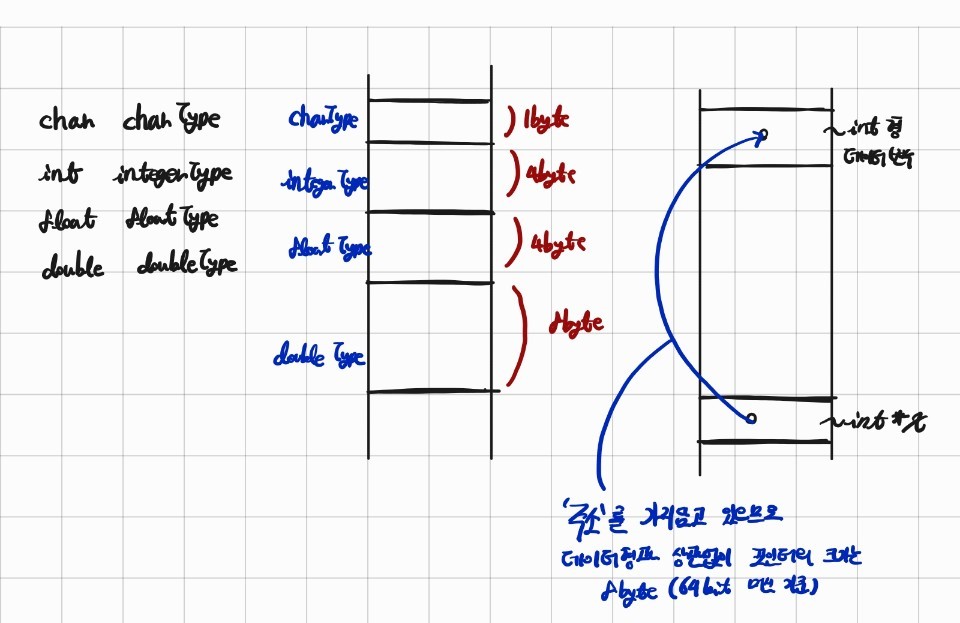 char charType
int integerType
float floatType
double doubleType
charType
integerType
floatType
doubleType
)1byte
)4byte
)4byte
)8byte
~int 형
데이터 변수
~int *x
'주소'를 가리키고 있으므로
데이터형과 상관없이 포인터의 크기는
8byte (64bit 머신 기준)